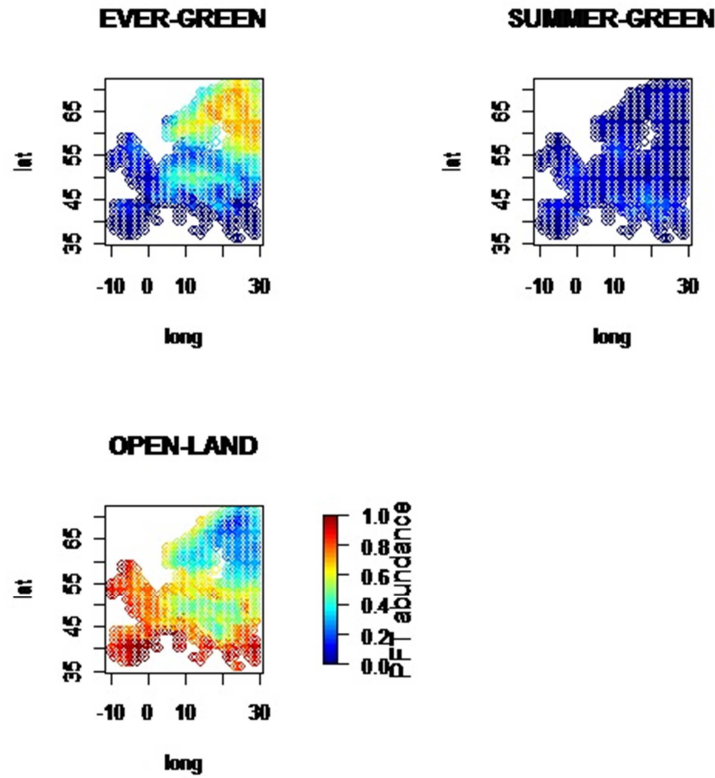 EVER-GREEN
SUMMER-GREEN
lat
35 45 55 65
-10 0 10 30
long
lat
35 45 55 65
-10 0 10 30
long
OPEN-LAND
lat
35 45 55 65
-10 0 10 30
long
1.0
0.8
0.6
0.4
0.2
0.0
PFT abundance